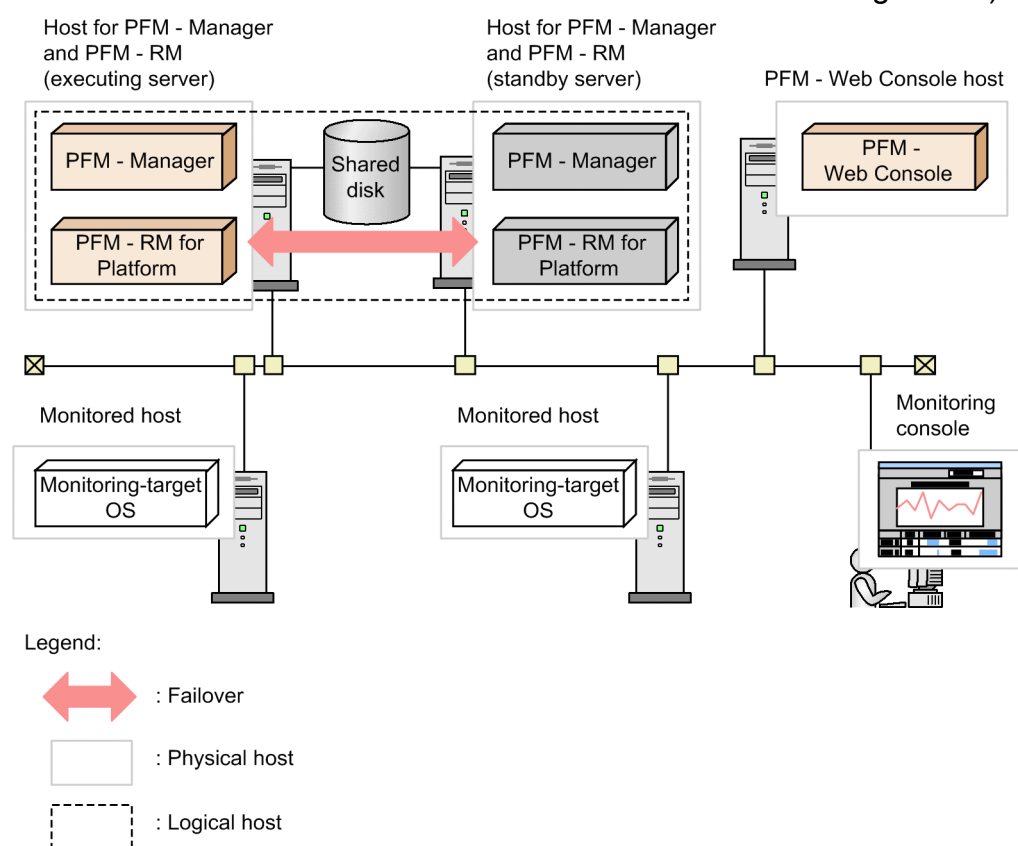 Host for PFM - Manager
and PFM - RM
(executing server)
Host for PFM - Manager
and PFM - RM
(standby server)
PFM - Web Console host
PFM - Manager
Shared
disk
PFM - Manager
PFM -
Web Console
PFM - RM for
Platform
PFM - RM for
Platform
Monitored host
Monitored host
Monitoring
console
Monitoring-target
OS
Monitoring-target
OS
Legend:
: Failover
: Physical host
: Logical host